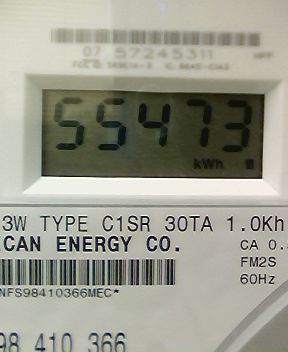 07 57245311
55473
kWh
3W TYPE C1SR 30TA 1.0Kh
ICAN ENERGY CO.
CA 0.
FM2S
60Hz
NFS98410366MEC*
98 410 366